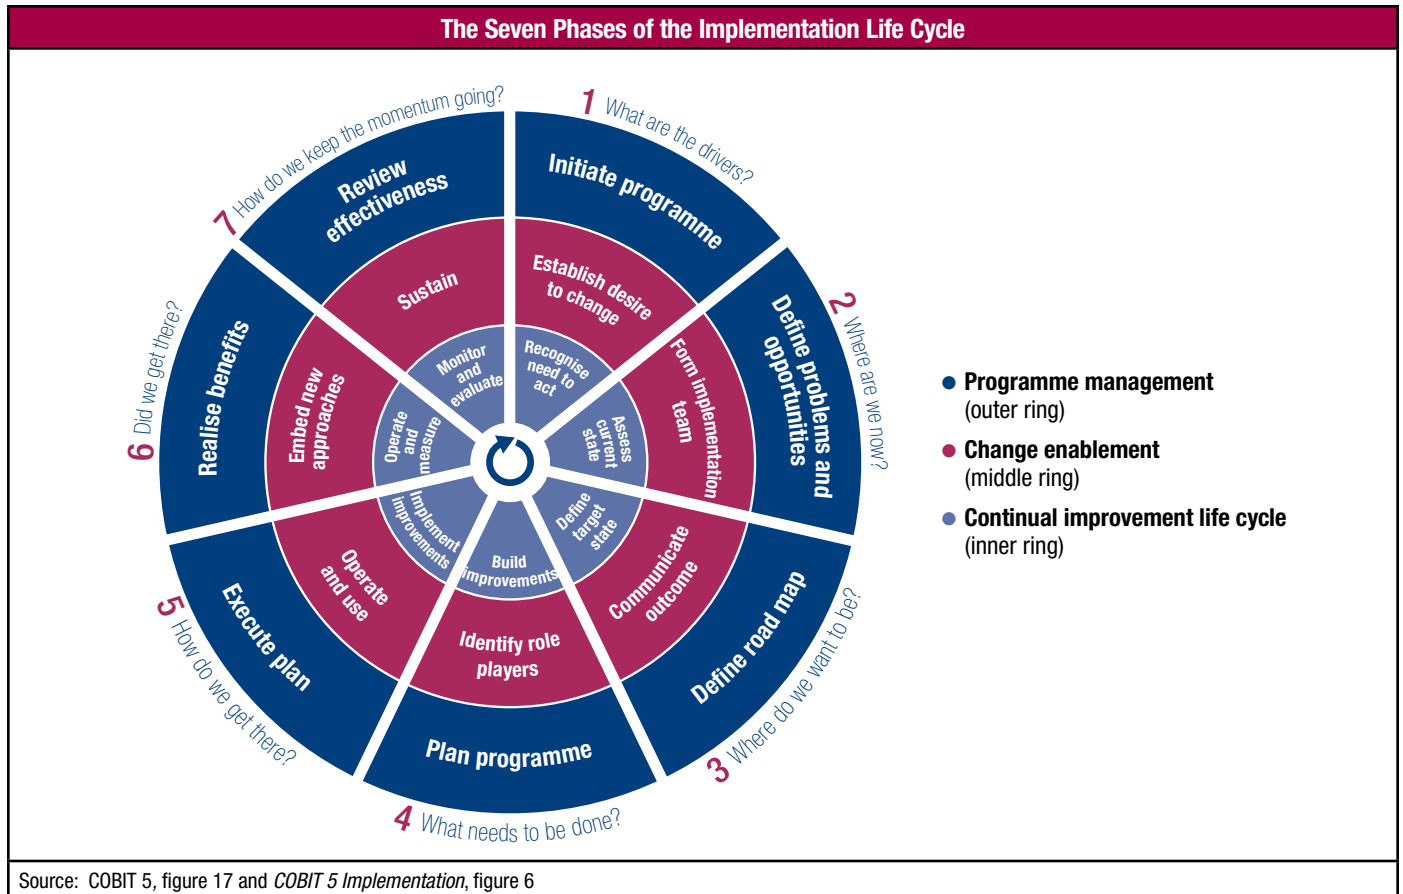 The Seven Phases of the Implementation Life Cycle
1 What are the drivers?
Initiate programme
Establish desire
to change
Recognise
need to
act
2 Where are we now?
Define problems and
opportunities
Form implementation
team
Assess
current
state
3 Where do we want to be?
Define road map
Communicate
outcome
Define
target
state
4 What needs to be done?
Plan programme
Identify role
players
Build
improvements
5 How do we get there?
Execute plan
Operate
and use
Implement
improvements
6 Did we get there?
Realise benefits
Embed new
approaches
Operate
and
measure
7 How do we keep the momentum going?
Review
effectiveness
Sustain
Monitor
and
evaluate
Programme management
(outer ring)
Change enablement
(middle ring)
Continual improvement life cycle
(inner ring)
Source: COBIT 5, figure 17 and COBIT 5 Implementation, figure 6